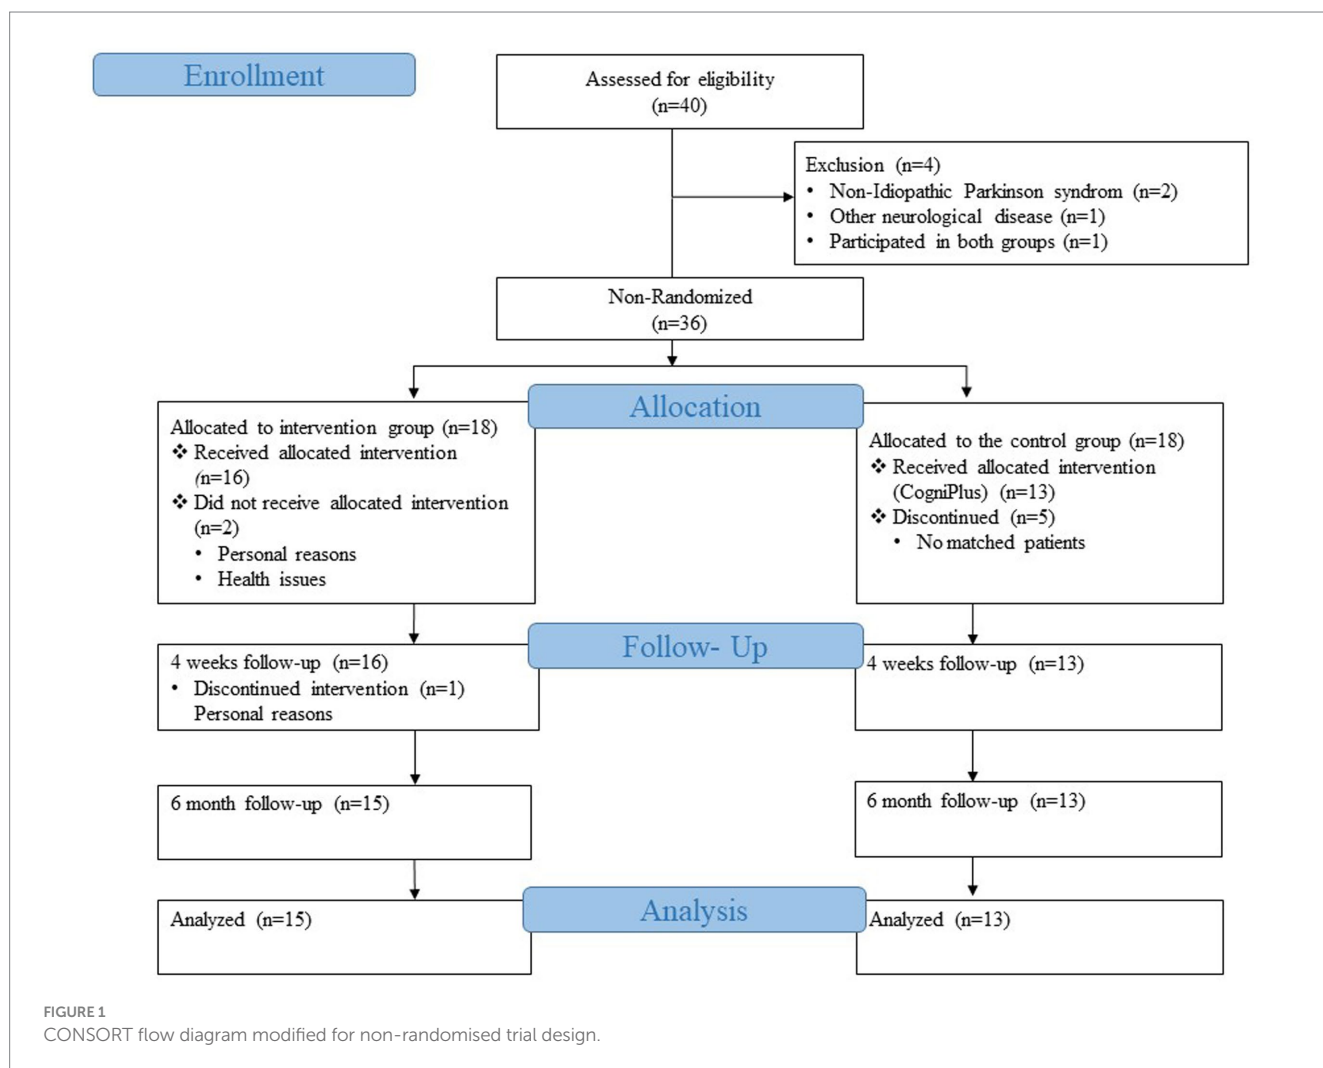 Enrollment
Assessed for eligibility
(n=40)
Exclusion (n=4)
• Non-Idiopathic Parkinson syndrom (n=2)
• Other neurological disease (n=1)
• Participated in both groups (n=1)
Non-Randomized
(n=36)
Allocation
Allocated to intervention group (n=18)
❖ Received allocated intervention
(n=16)
❖ Did not receive allocated intervention
(n=2)
• Personal reasons
• Health issues
Allocated to the control group (n=18)
❖ Received allocated intervention
(CogniPlus) (n=13)
❖ Discontinued (n=5)
• No matched patients
Follow- Up
4 weeks follow-up (n=16)
• Discontinued intervention (n=1)
Personal reasons
4 weeks follow-up (n=13)
6 month follow-up (n=15)
6 month follow-up (n=13)
Analysis
Analyzed (n=15)
Analyzed (n=13)
FIGURE 1
CONSORT flow diagram modified for non-randomised trial design.